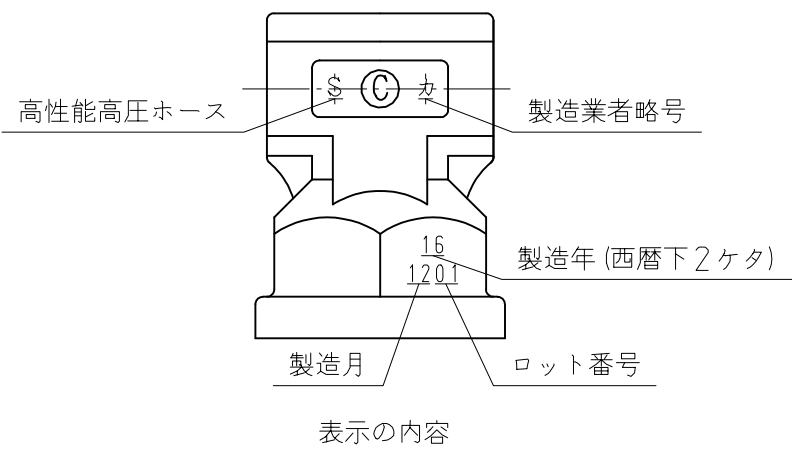 S Ⓒ カ
高性能高圧ホース
製造業者略号
16
製造年(西暦下2ケタ)
1201
製造月
ロット番号
表示の内容